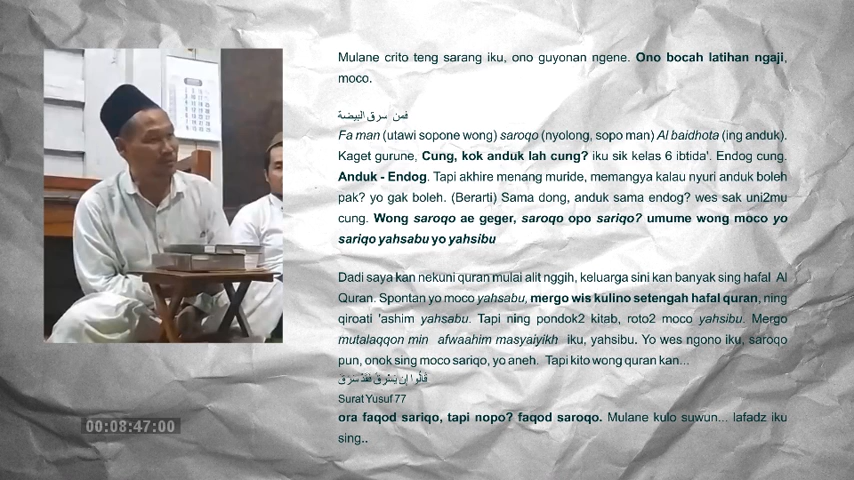 Mulane crito teng sarang iku, ono guyonan ngene. Ono bocah latihan ngaji,
moco.
فمن سرق البيضة
Fa man (utawi sopone wong) saroqo (nyolong, sopo man) Al baidhota (ing anduk).
Kaget gurune, Cung, kok anduk lah cung? iku sik kelas 6 ibtida'. Endog cung.
Anduk - Endog. Tapi akhire menang muride, memangya kalau nyuri anduk boleh
pak? yo gak boleh. (Berarti) Sama dong, anduk sama endog? wes sak uni2mu
cung. Wong saroqo ae geger, saroqo opo sariqo? umume wong moco yo
sariqo yahsabu yo yahsibu
Dadi saya kan nekuni quran mulai alit nggih, keluarga sini kan banyak sing hafal Al
Quran. Spontan yo moco yahsabu, mergo wis kulino setengah hafal quran, ning
qiroati 'ashim yahsabu. Tapi ning pondok2 kitab, roto2 moco yahsibu. Mergo
mutalaqqon min afwaahim masyaiyikh iku, yahsibu. Yo wes ngono iku, saroqo
pun, onok sing moco sariqo, yo aneh. Tapi kito wong quran kan...
قَالُوا إِن يَسْرِقْ فَقَدْ سَرَقَ
Surat Yusuf 77
ora faqod sariqo, tapi nopo? faqod saroqo. Mulane kulo suwun... lafadz iku
sing..
00:08:47:00